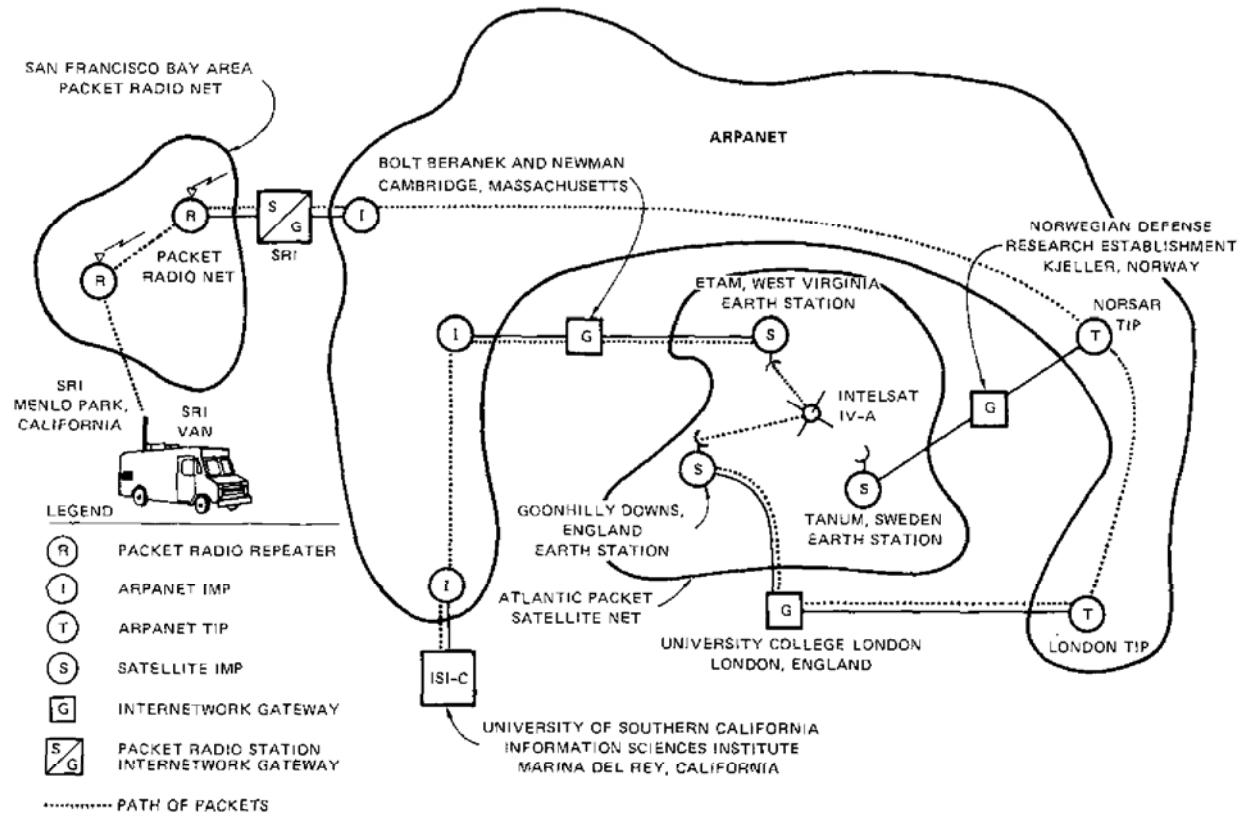 SAN FRANCISCO BAY AREA
PACKET RADIO NET
ARPANET
BOLT BERANEK AND NEWMAN
CAMBRIDGE, MASSACHUSETTS
NORWEGIAN DEFENSE
RESEARCH ESTABLISHMENT
KJELLER, NORWAY
R
S
G
I
PACKET
RADIO NET
SRI
R
ETAM, WEST VIRGINIA
EARTH STATION
NORSAR
TIP
I
G
S
T
SRI
MENLO PARK,
CALIFORNIA
SRI
VAN
INTELSAT
IV-A
G
S
S
GOONHILLY DOWNS,
ENGLAND
EARTH STATION
TANUM, SWEDEN
EARTH STATION
LEGEND
R PACKET RADIO REPEATER
I ARPANET IMP
T ARPANET TIP
S SATELLITE IMP
G INTERNETWORK GATEWAY
S
G
PACKET RADIO STATION
INTERNETWORK GATEWAY
PATH OF PACKETS
I
ATLANTIC PACKET
SATELLITE NET
G
T
UNIVERSITY COLLEGE LONDON
LONDON, ENGLAND
LONDON TIP
ISI-C
UNIVERSITY OF SOUTHERN CALIFORNIA
INFORMATION SCIENCES INSTITUTE
MARINA DEL REY, CALIFORNIA